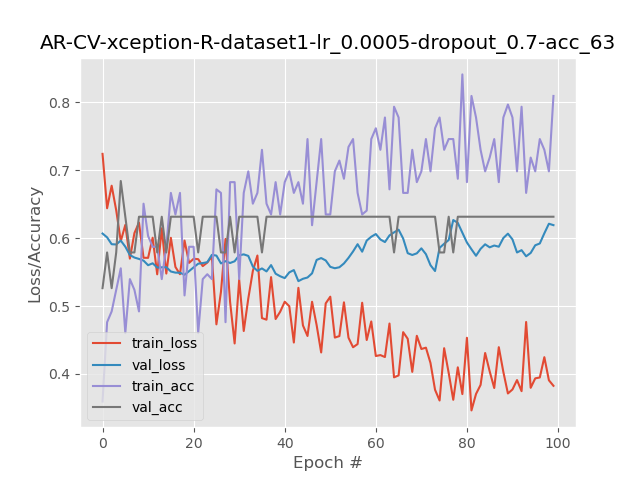 AR-CV-xception-R-dataset1-lr_0.0005-dropout_0.7-acc_63
Loss/Accuracy
0.8
0.7
0.6
0.5
0.4
train_loss
val_loss
train_acc
val_acc
0 20 40 60 80 100
Epoch #